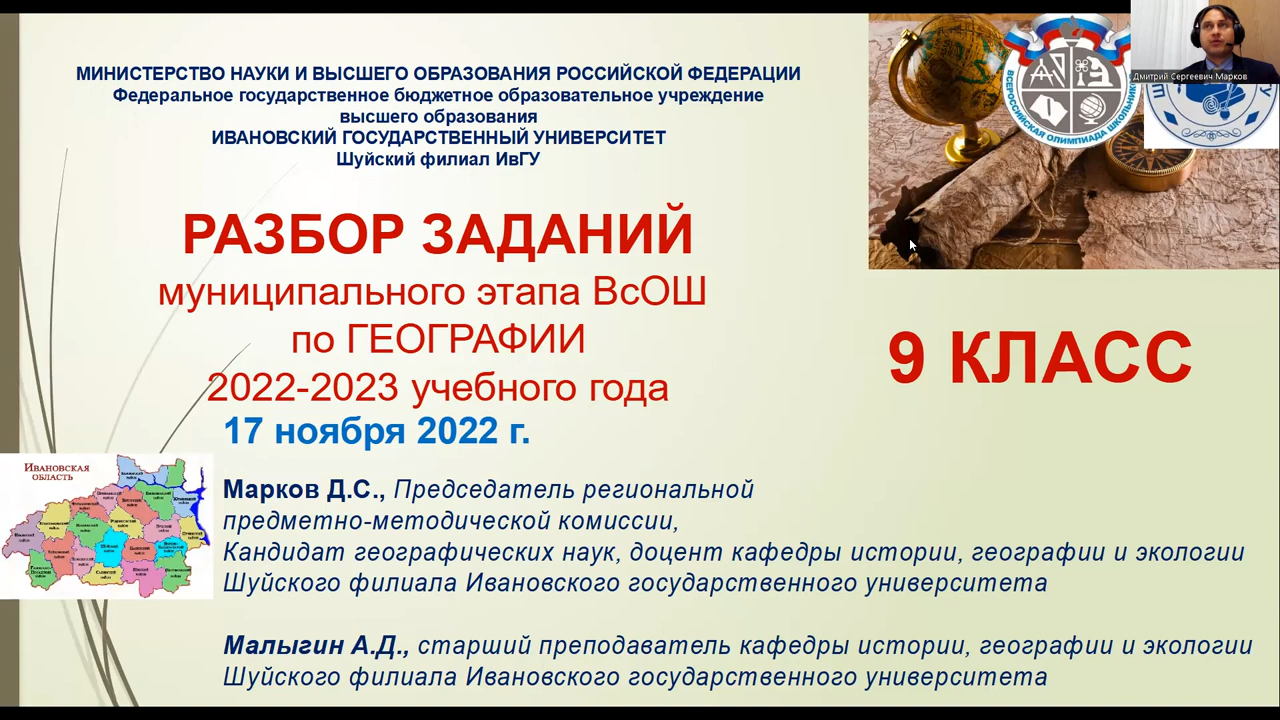 МИНИСТЕРСТВО НАУКИ И ВЫСШЕГО ОБРАЗОВАНИЯ РОССИЙСКОЙ ФЕДЕРАЦИИ
Федеральное государственное бюджетное образовательное учреждение
высшего образования
ИВАНОВСКИЙ ГОСУДАРСТВЕННЫЙ УНИВЕРСИТЕТ
Шуйский филиал ИвГУ
ВСЕРОССИЙСКАЯ ОЛИМПИАДА ШКОЛЬНИКОВ
Дмитрий Сергеевич Марков
РАЗБОР ЗАДАНИЙ
муниципального этапа ВсОШ
по ГЕОГРАФИИ
2022-2023 учебного года
17 ноября 2022 г.
9 КЛАСС
ИВАНОВСКАЯ
ОБЛАСТЬ
Марков Д.С., Председатель региональной
предметно-методической комиссии,
Кандидат географических наук, доцент кафедры истории, географии и экологии
Шуйского филиала Ивановского государственного университета
Малыгин А.Д., старший преподаватель кафедры истории, географии и экологии
Шуйского филиала Ивановского государственного университета